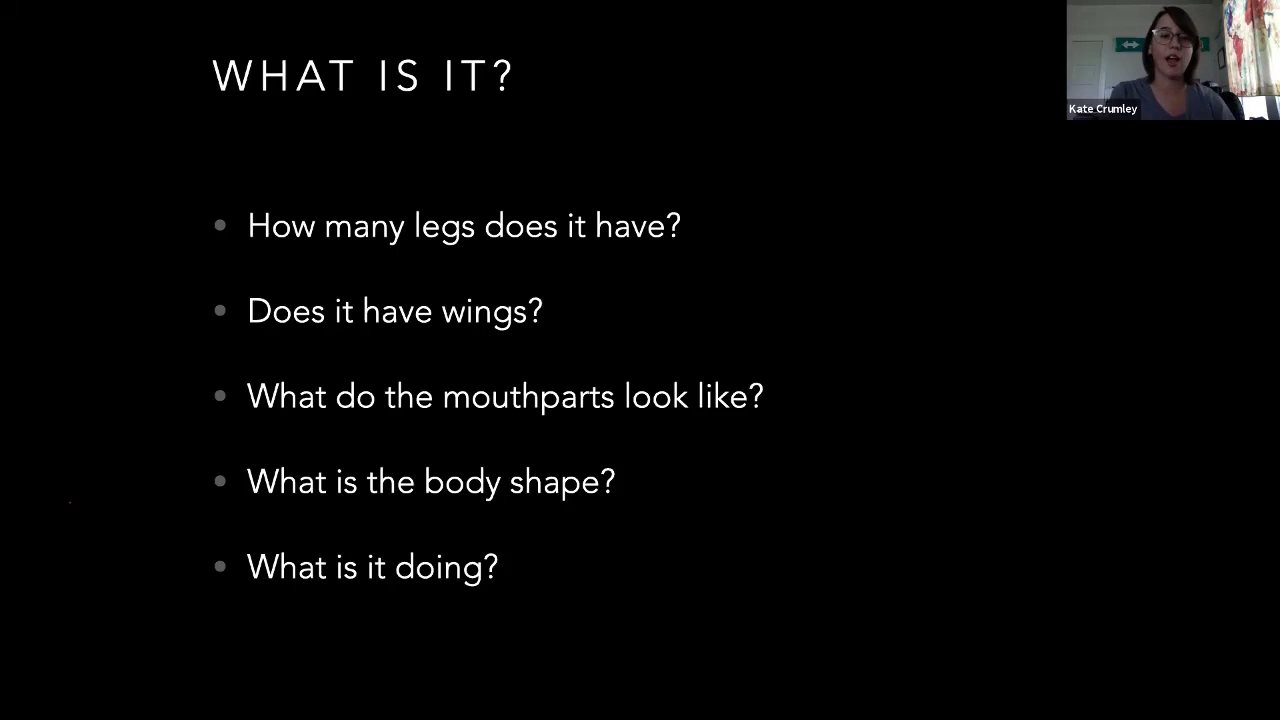 WHAT IS IT?
Kate Crumley
• How many legs does it have?
• Does it have wings?
• What do the mouthparts look like?
• What is the body shape?
• What is it doing?